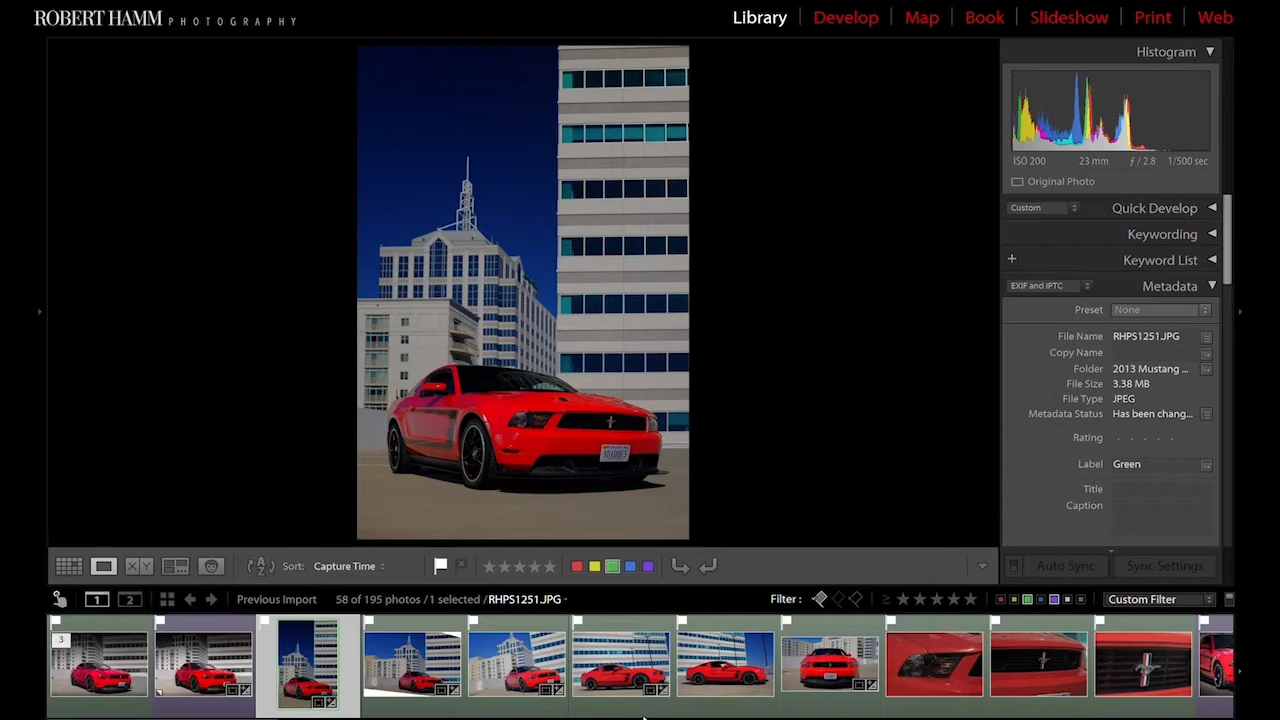 ROBERT HAMM PHOTOGRAPHY
Library Develop Map Book Slideshow Print Web
Histogram
ISO 200 23 mm ƒ / 2.8 1/500 sec
Original Photo
Custom Quick Develop
Keywording
+ Keyword List
EXIF and IPTC Metadata
Preset None
File Name RHPS1251.JPG
Copy Name
Folder 2013 Mustang ...
File Size 3.38 MB
File Type JPEG
Metadata Status Has been chang...
Rating
Label Green
Title
Caption
X Y A Z Sort: Capture Time Auto Sync Sync Settings
1 2 Previous Import 58 of 195 photos / 1 selected / RHPS1251.JPG Filter : ≥ Custom Filter
3